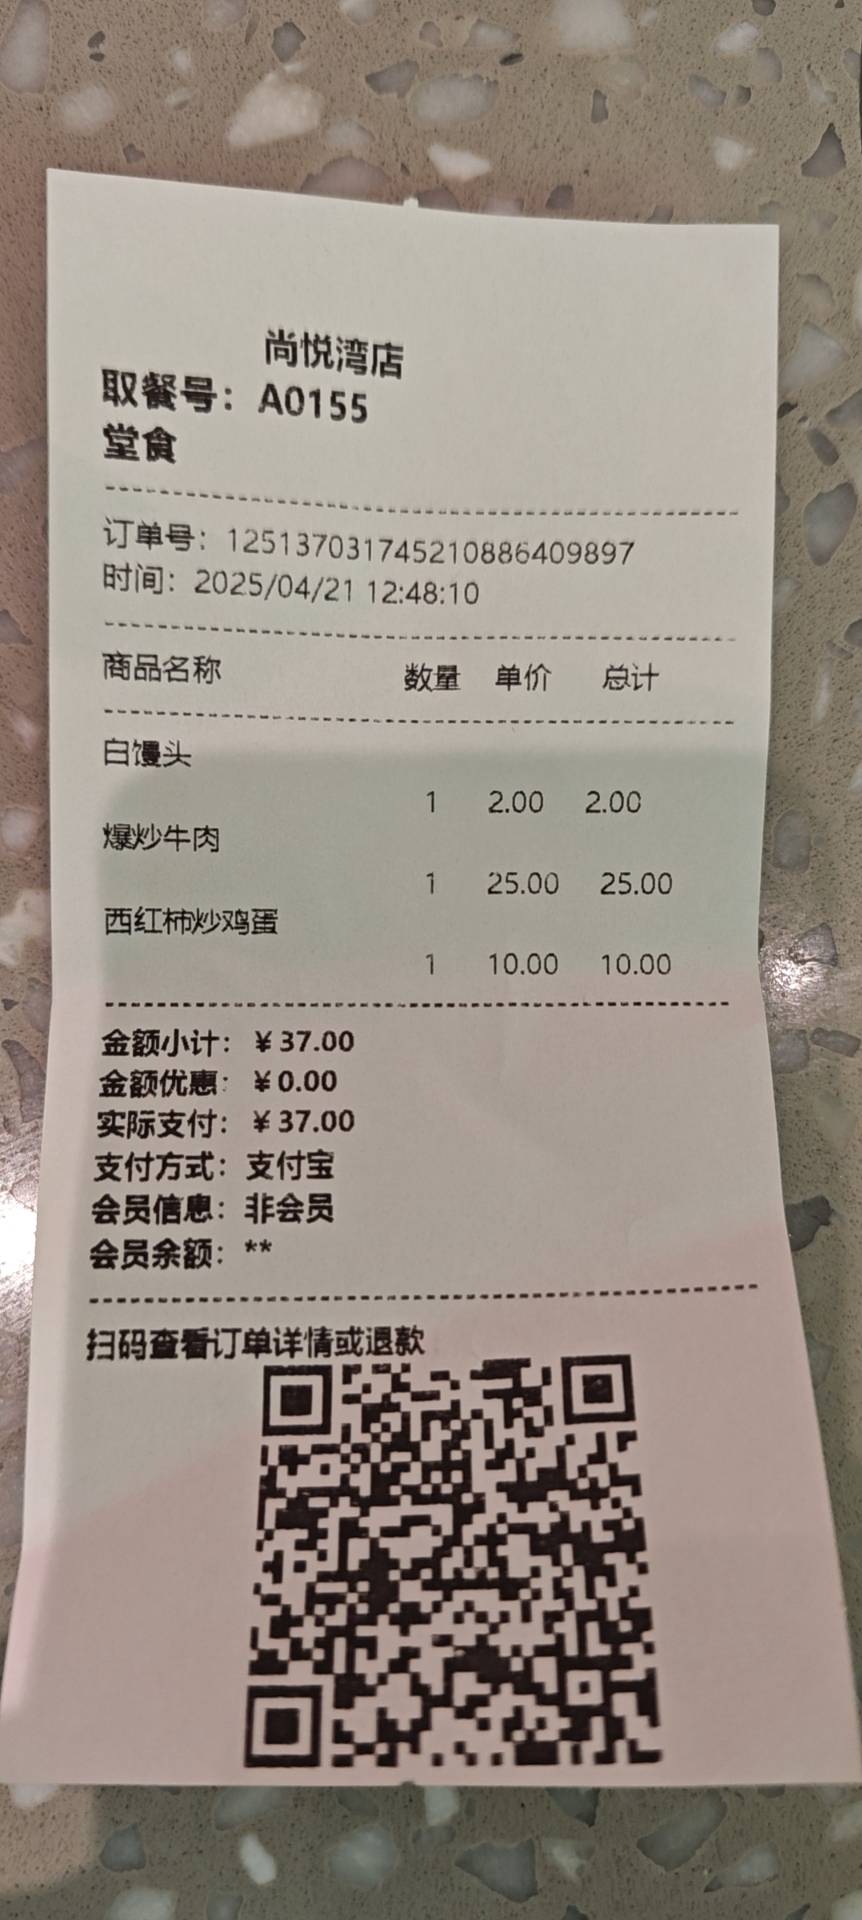 尚悦湾店
取餐号：A0155
堂食
订单号：125137031745210886409897
时间：2025/04/21 12:48:10
商品名称 数量 单价 总计
白馒头
1 2.00 2.00
爆炒牛肉
1 25.00 25.00
西红柿炒鸡蛋
1 10.00 10.00
金额小计：￥37.00
金额优惠：￥0.00
实际支付：￥37.00
支付方式：支付宝
会员信息：非会员
会员余额：**
扫码查看订单详情或退款